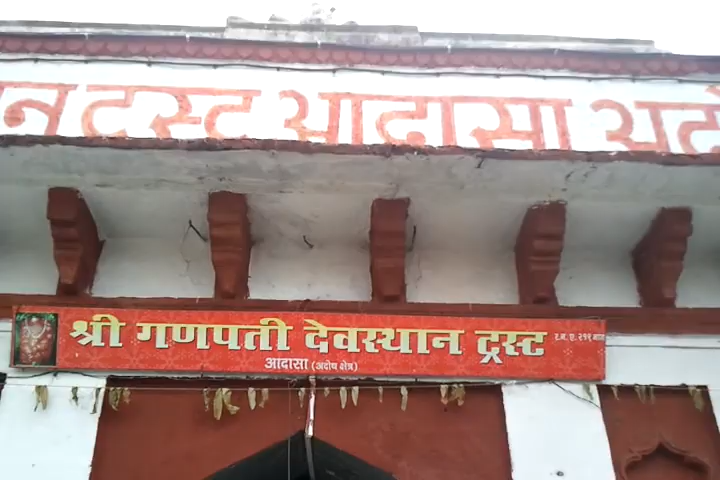 न ट्रस्ट आदासा
श्री गणपती देवस्थान ट्रस्ट
आदासा (अदोष क्षेत्र)